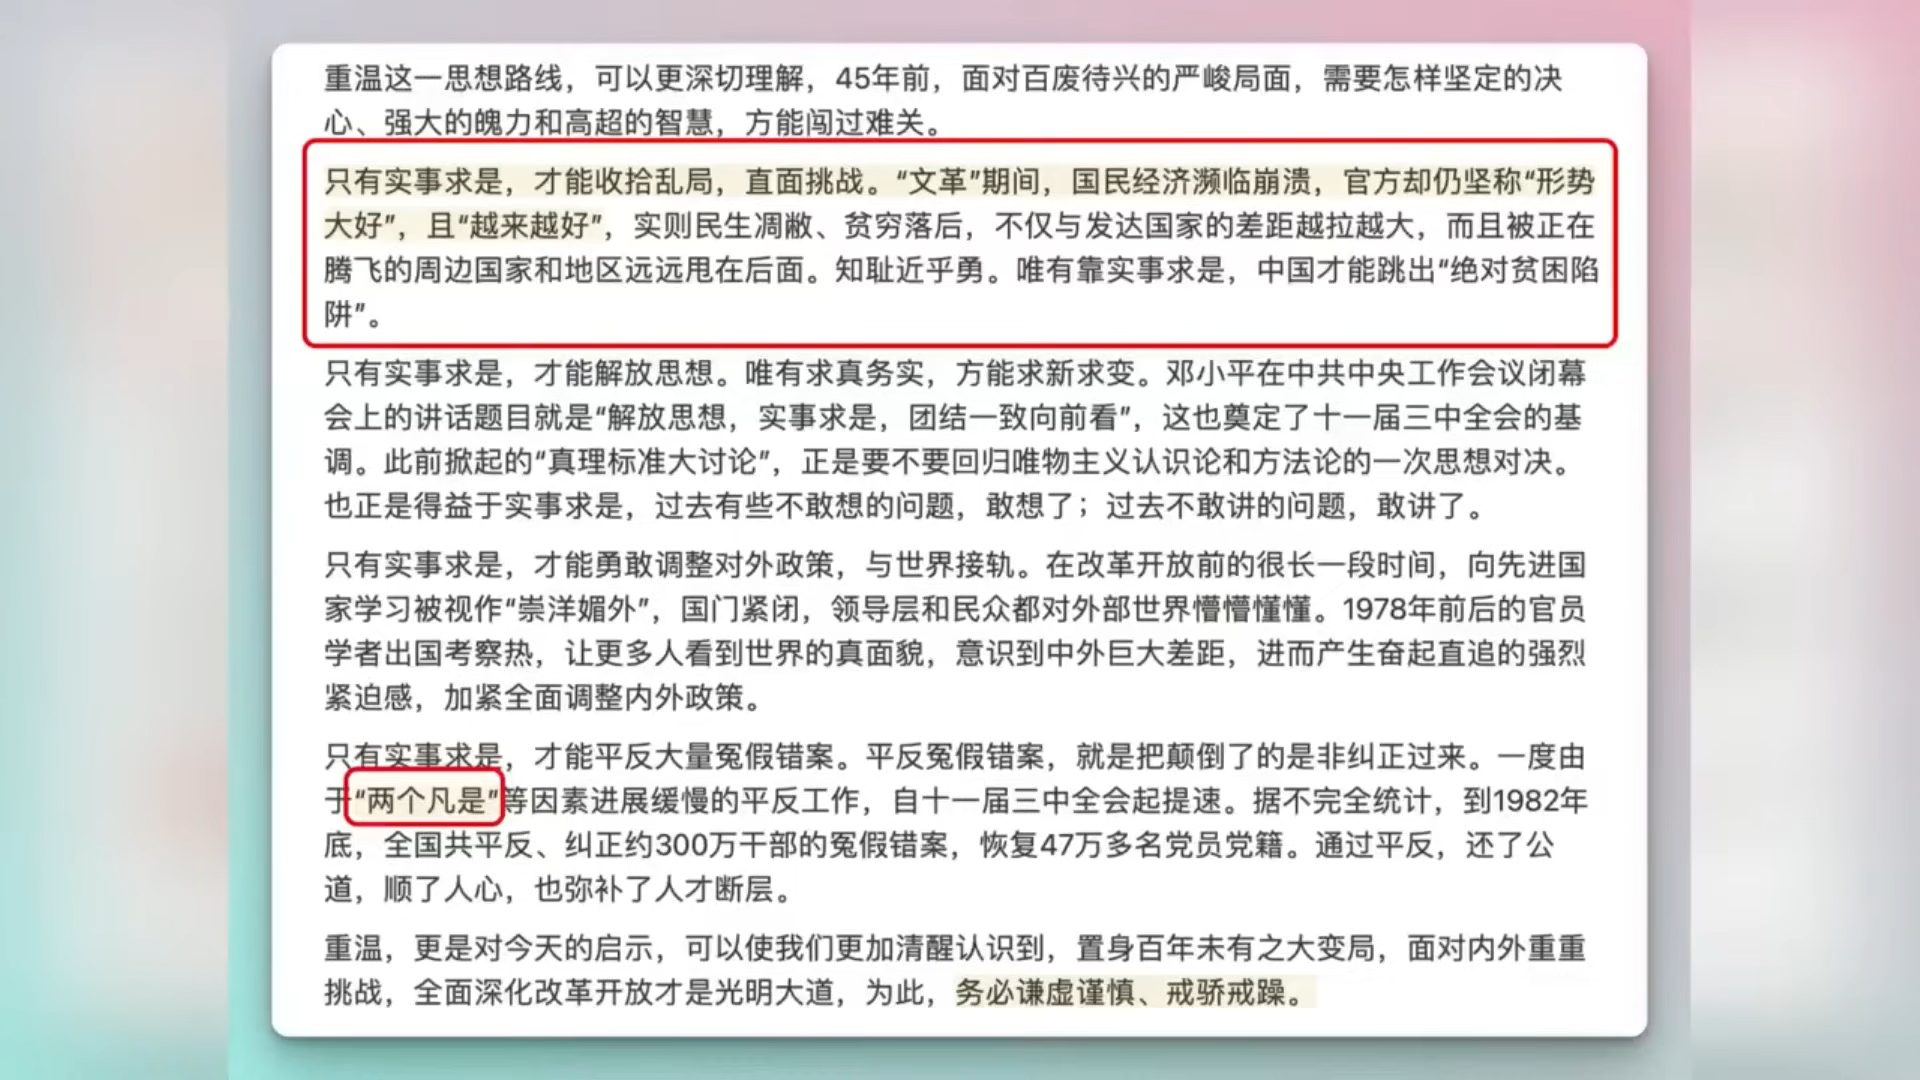 重温这一思想路线，可以更深切理解，45年前，面对百废待兴的严峻局面，需要怎样坚定的决
心、强大的魄力和高超的智慧，方能闯过难关。
只有实事求是，才能收拾乱局，直面挑战。“文革”期间，国民经济濒临崩溃，官方却仍坚称“形势
大好”，且“越来越好”，实则民生凋敝、贫穷落后，不仅与发达国家的差距越拉越大，而且被正在
腾飞的周边国家和地区远远甩在后面。知耻近乎勇。唯有靠实事求是，中国才能跳出“绝对贫困陷
阱”。
只有实事求是，才能解放思想。唯有求真务实，方能求新求变。邓小平在中共中央工作会议闭幕
会上的讲话题目就是“解放思想，实事求是，团结一致向前看”，这也奠定了十一届三中全会的基
调。此前掀起的“真理标准大讨论”，正是要不要回归唯物主义认识论和方法论的一次思想对决。
也正是得益于实事求是，过去有些不敢想的问题，敢想了；过去不敢讲的问题，敢讲了。
只有实事求是，才能勇敢调整对外政策，与世界接轨。在改革开放前的很长一段时间，向先进国
家学习被视作“崇洋媚外”，国门紧闭，领导层和民众都对外部世界懵懵懂懂。1978年前后的官员
学者出国考察热，让更多人看到世界的真面貌，意识到中外巨大差距，进而产生奋起直追的强烈
紧迫感，加紧全面调整内外政策。
只有实事求是，才能平反大量冤假错案。平反冤假错案，就是把颠倒了的是非纠正过来。一度由
于“两个凡是”等因素进展缓慢的平反工作，自十一届三中全会起提速。据不完全统计，到1982年
底，全国共平反、纠正约300万干部的冤假错案，恢复47万多名党员党籍。通过平反，还了公
道，顺了人心，也弥补了人才断层。
重温，更是对今天的启示，可以使我们更加清醒认识到，置身百年未有之大变局，面对内外重重
挑战，全面深化改革开放才是光明大道，为此，务必谦虚谨慎、戒骄戒躁。